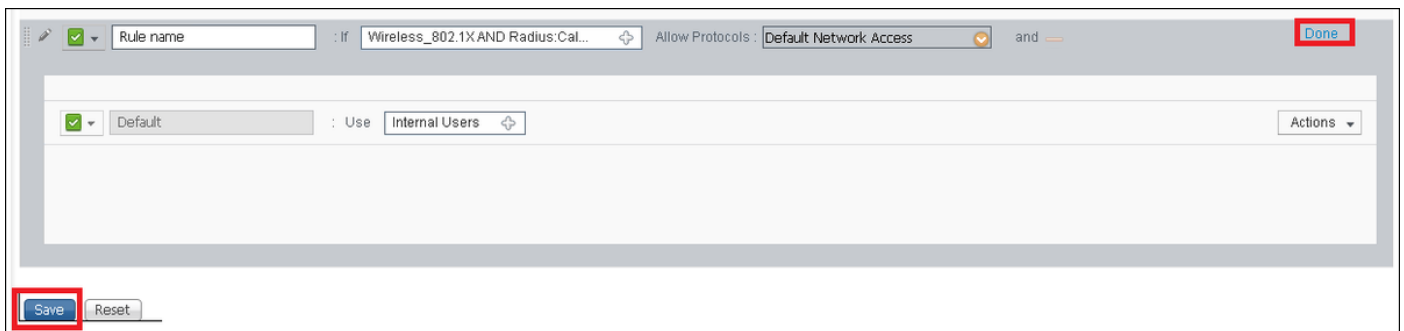 Rule name : If Wireless_802.1X AND Radius:Cal... Allow Protocols : Default Network Access and Done
Default : Use Internal Users Actions
Save Reset